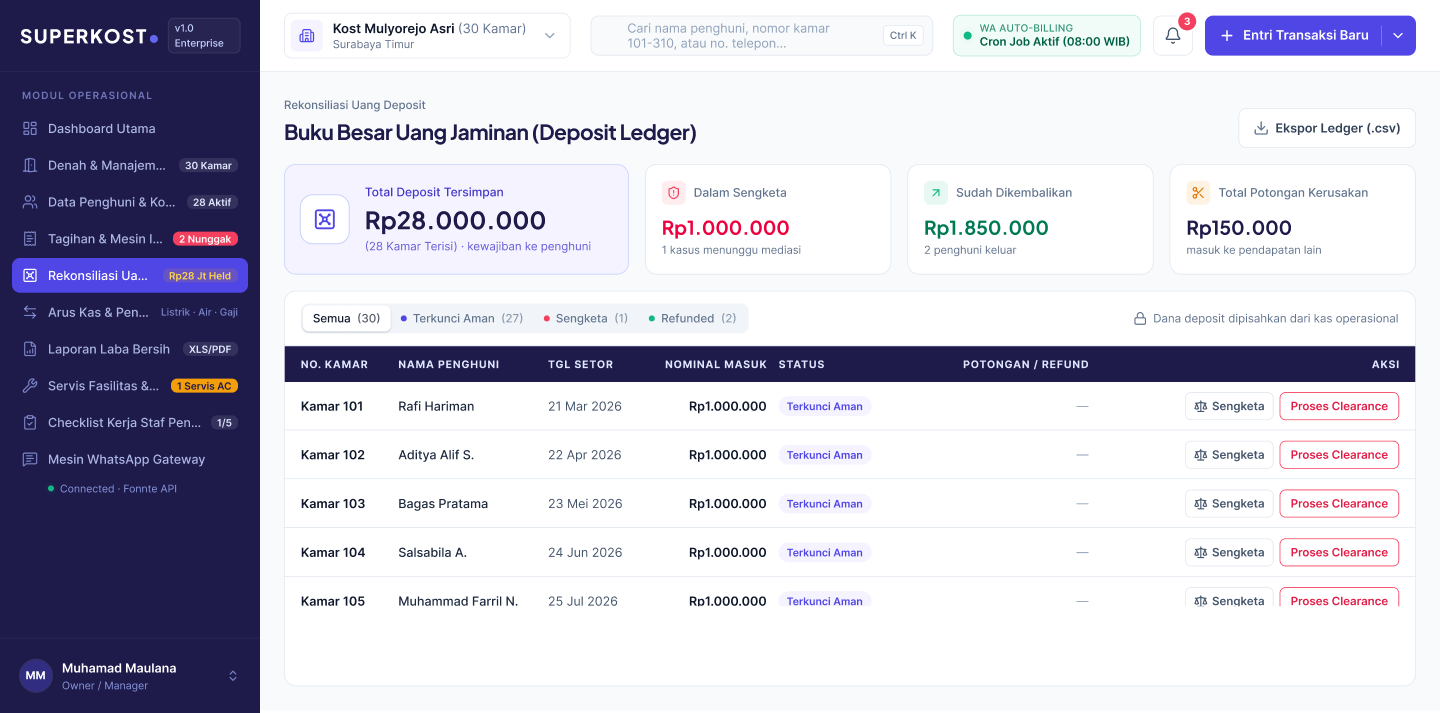 SUPERKOST
v1.0
Enterprise
MODUL OPERASIONAL
Dashboard Utama
Denah & Manajem... 30 Kamar
Data Penghuni & Ko... 28 Aktif
Tagihan & Mesin I... 2 Nunggak
Rekonsiliasi Ua... Rp28 Jt Held
Arus Kas & Pen... Listrik · Air · Gaji
Laporan Laba Bersih XLS/PDF
Servis Fasilitas &... 1 Servis AC
Checklist Kerja Staf Pen... 1/5
Mesin WhatsApp Gateway
Connected · Fonnte API
MM
Muhamad Maulana
Owner / Manager
Kost Mulyorejo Asri (30 Kamar)
Surabaya Timur
Cari nama penghuni, nomor kamar
101-310, atau no. telepon...
Ctrl K
WA AUTO-BILLING
Cron Job Aktif (08:00 WIB)
3
Entri Transaksi Baru
Rekonsiliasi Uang Deposit
Buku Besar Uang Jaminan (Deposit Ledger)
Ekspor Ledger (.csv)
Total Deposit Tersimpan
Rp28.000.000
(28 Kamar Terisi) · kewajiban ke penghuni
Dalam Sengketa
Rp1.000.000
1 kasus menunggu mediasi
Sudah Dikembalikan
Rp1.850.000
2 penghuni keluar
Total Potongan Kerusakan
Rp150.000
masuk ke pendapatan lain
Semua (30) Terkunci Aman (27) Sengketa (1) Refunded (2)
Dana deposit dipisahkan dari kas operasional
NO. KAMAR NAMA PENGHUNI TGL SETOR NOMINAL MASUK STATUS POTONGAN / REFUND AKSI
Kamar 101 Rafi Hariman 21 Mar 2026 Rp1.000.000 Terkunci Aman — Sengketa Proses Clearance
Kamar 102 Aditya Alif S. 22 Apr 2026 Rp1.000.000 Terkunci Aman — Sengketa Proses Clearance
Kamar 103 Bagas Pratama 23 Mei 2026 Rp1.000.000 Terkunci Aman — Sengketa Proses Clearance
Kamar 104 Salsabila A. 24 Jun 2026 Rp1.000.000 Terkunci Aman — Sengketa Proses Clearance
Kamar 105 Muhammad Farril N. 25 Jul 2026 Rp1.000.000 Terkunci Aman — Sengketa Proses Clearance